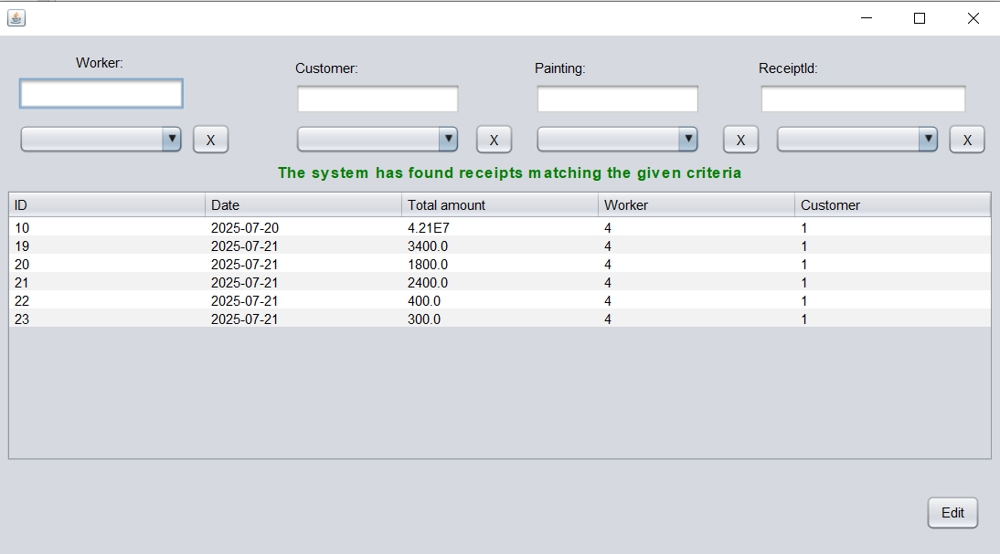 Worker:
Customer:
Painting:
ReceiptId:
X
X
X
X
The system has found receipts matching the given criteria
ID Date Total amount Worker Customer
10 2025-07-20 4.21E7 4 1
19 2025-07-21 3400.0 4 1
20 2025-07-21 1800.0 4 1
21 2025-07-21 2400.0 4 1
22 2025-07-21 400.0 4 1
23 2025-07-21 300.0 4 1
Edit